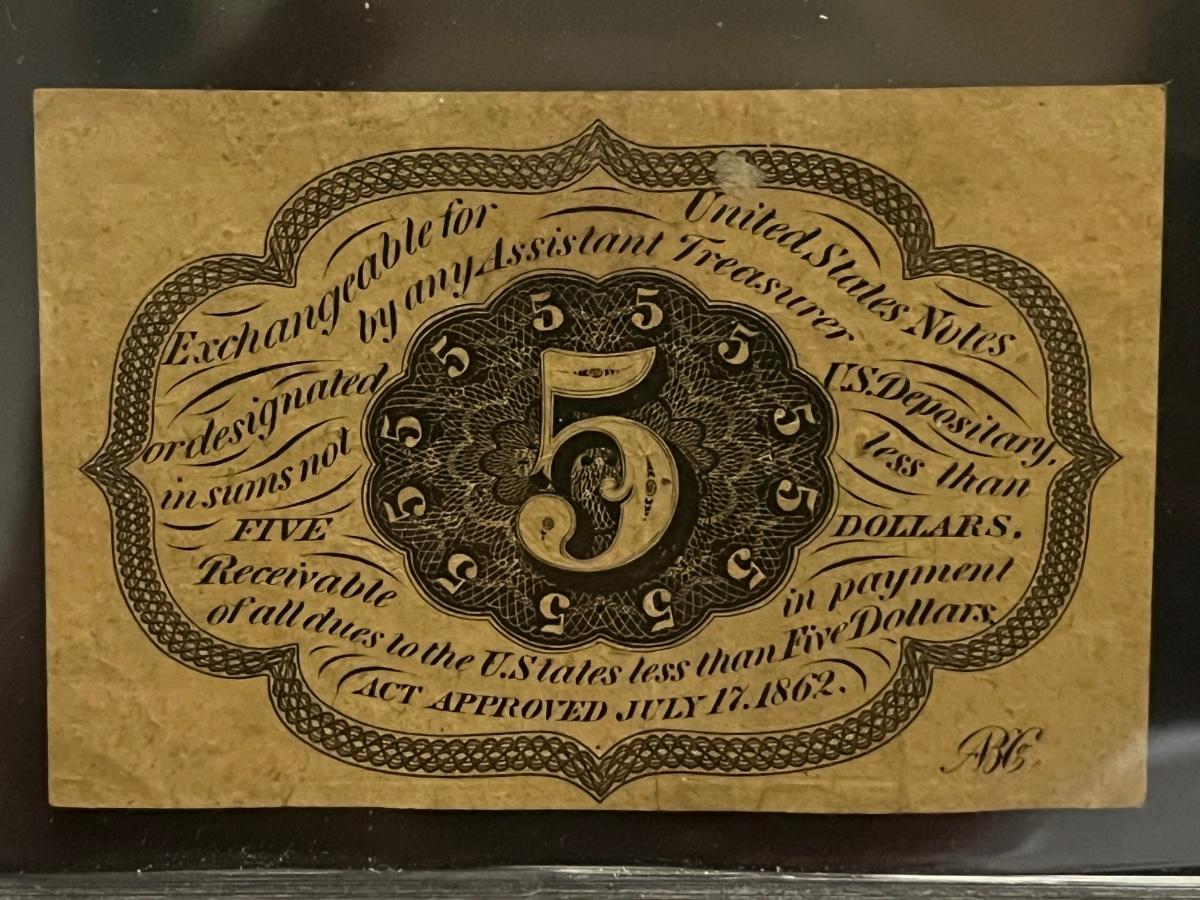 Exchangeable for United States Notes
by any Assistant Treasurer
or designated U.S. Depositary,
in sums not less than
FIVE DOLLARS.
Receivable in payment
of all dues to the U. States less than Five Dollars,
ACT APPROVED JULY 17. 1862.
5
5
5
5
5
5
5
5
5
5
5
ABC